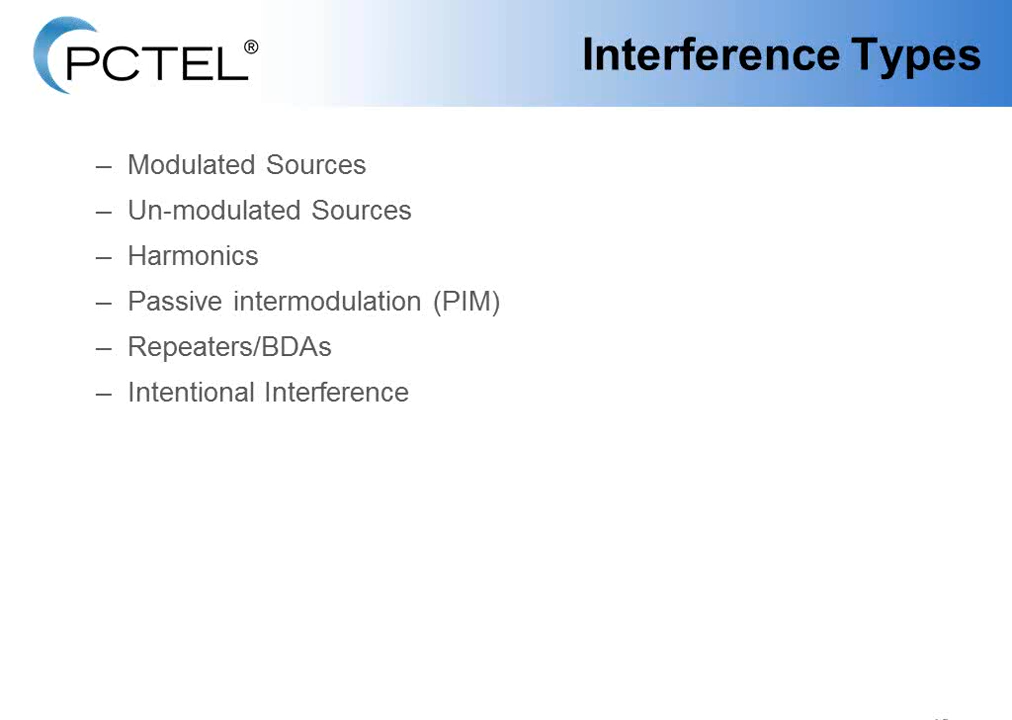 PCTEL®
Interference Types
– Modulated Sources
– Un-modulated Sources
– Harmonics
– Passive intermodulation (PIM)
– Repeaters/BDAs
– Intentional Interference